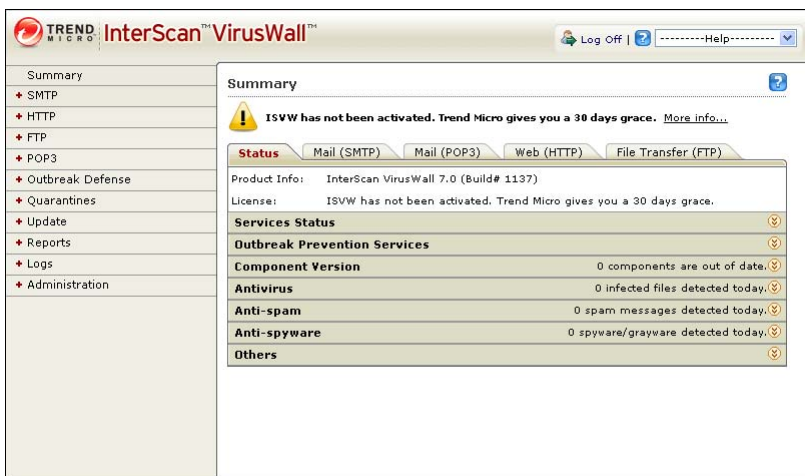 TREND MICRO InterScan™ VirusWall™
Log Off | ? ---------Help---------
Summary
+ SMTP
+ HTTP
+ FTP
+ POP3
+ Outbreak Defense
+ Quarantines
+ Update
+ Reports
+ Logs
+ Administration
Summary ?
ISVW has not been activated. Trend Micro gives you a 30 days grace. More info...
Status Mail (SMTP) Mail (POP3) Web (HTTP) File Transfer (FTP)
Product Info: InterScan VirusWall 7.0 (Build# 1137)
License: ISVW has not been activated. Trend Micro gives you a 30 days grace.
Services Status
Outbreak Prevention Services
Component Version 0 components are out of date.
Antivirus 0 infected files detected today.
Anti-spam 0 spam messages detected today.
Anti-spyware 0 spyware/grayware detected today.
Others